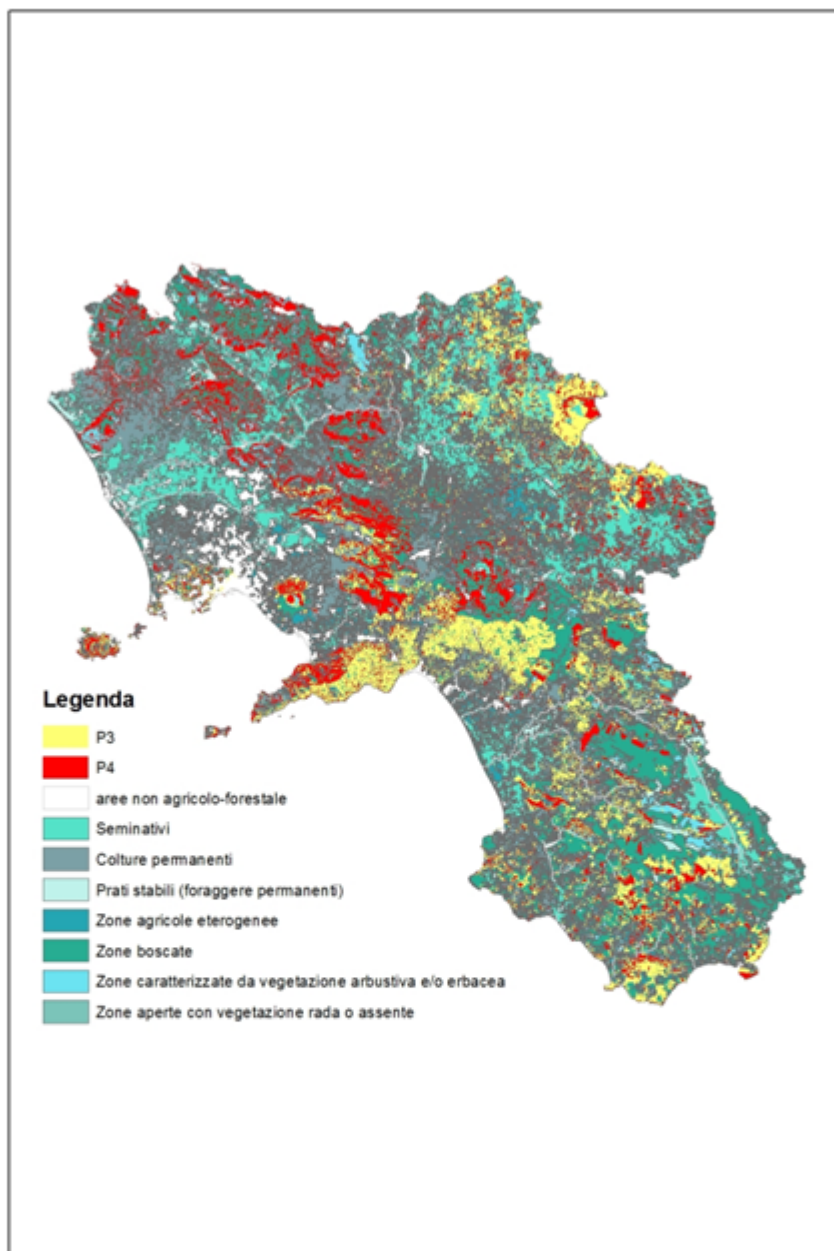 Legenda
P3
P4
aree non agricolo-forestale
Seminativi
Colture permanenti
Prati stabili (foraggere permanenti)
Zone agricole eterogenee
Zone boscate
Zone caratterizzate da vegetazione arbustiva e/o erbacea
Zone aperte con vegetazione rada o assente